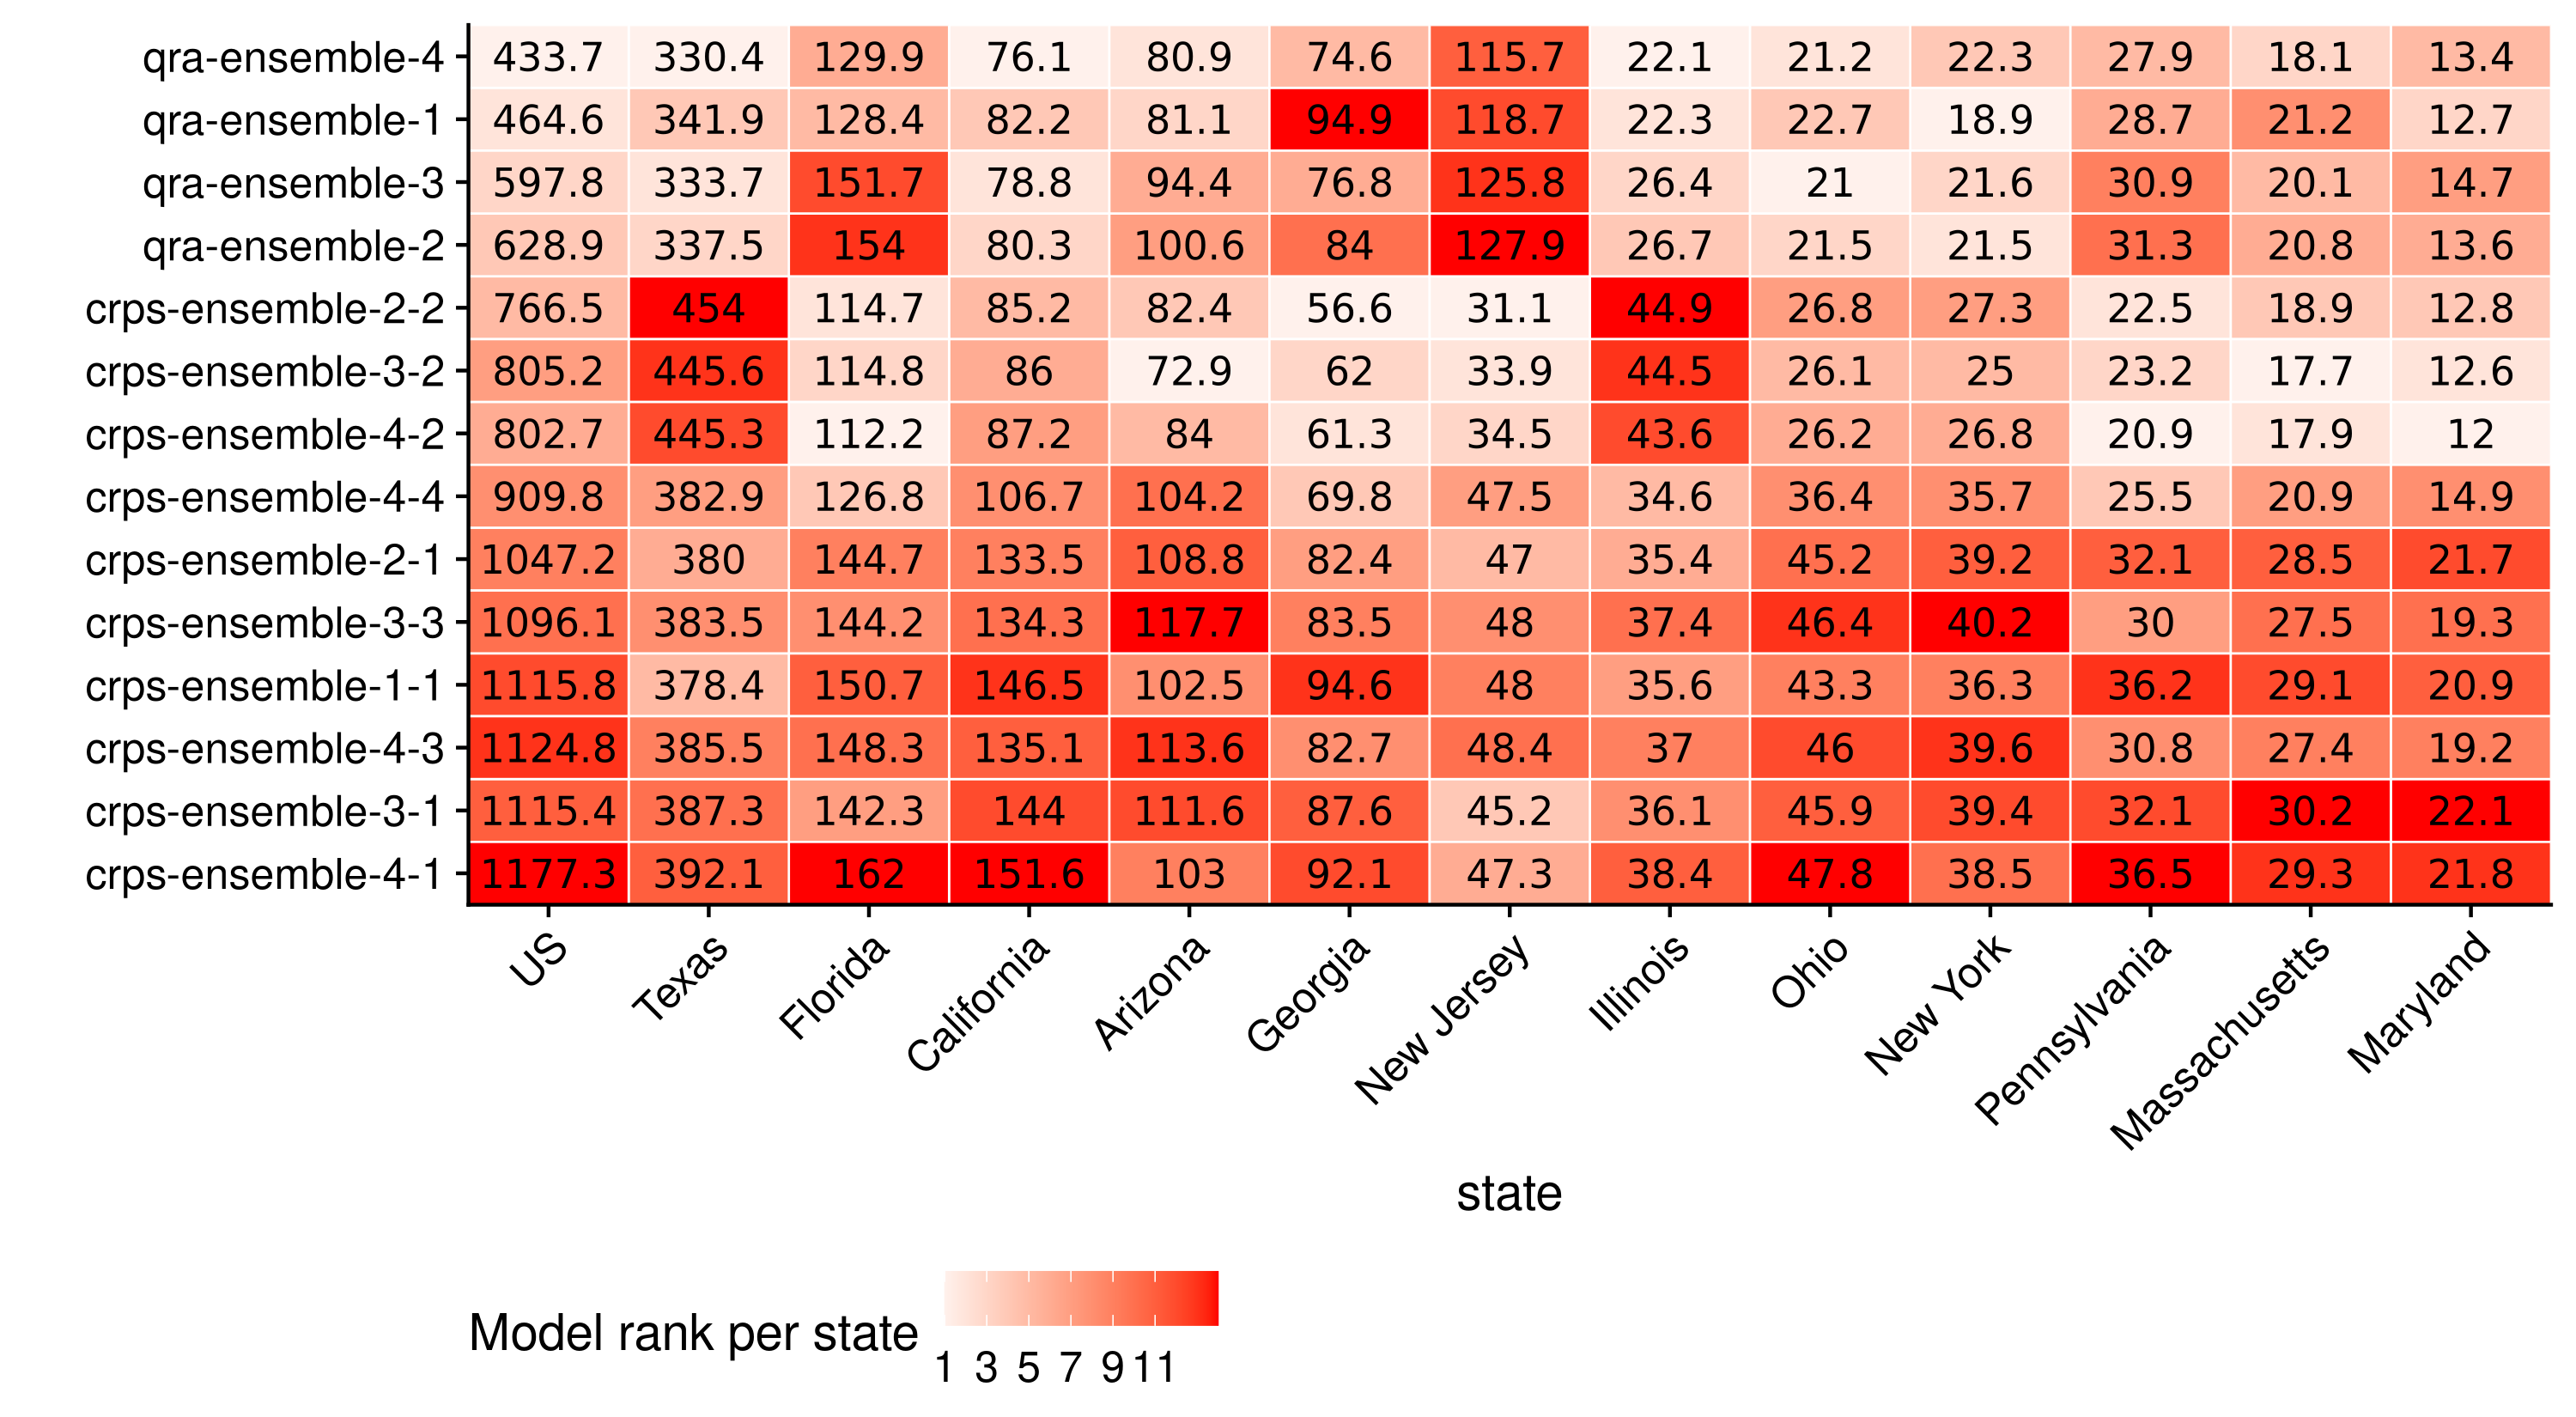 qra-ensemble-4 433.7 330.4 129.9 76.1 80.9 74.6 115.7 22.1 21.2 22.3 27.9 18.1 13.4
qra-ensemble-1 464.6 341.9 128.4 82.2 81.1 94.9 118.7 22.3 22.7 18.9 28.7 21.2 12.7
qra-ensemble-3 597.8 333.7 151.7 78.8 94.4 76.8 125.8 26.4 21 21.6 30.9 20.1 14.7
qra-ensemble-2 628.9 337.5 154 80.3 100.6 84 127.9 26.7 21.5 21.5 31.3 20.8 13.6
crps-ensemble-2-2 766.5 454 114.7 85.2 82.4 56.6 31.1 44.9 26.8 27.3 22.5 18.9 12.8
crps-ensemble-3-2 805.2 445.6 114.8 86 72.9 62 33.9 44.5 26.1 25 23.2 17.7 12.6
crps-ensemble-4-2 802.7 445.3 112.2 87.2 84 61.3 34.5 43.6 26.2 26.8 20.9 17.9 12
crps-ensemble-4-4 909.8 382.9 126.8 106.7 104.2 69.8 47.5 34.6 36.4 35.7 25.5 20.9 14.9
crps-ensemble-2-1 1047.2 380 144.7 133.5 108.8 82.4 47 35.4 45.2 39.2 32.1 28.5 21.7
crps-ensemble-3-3 1096.1 383.5 144.2 134.3 117.7 83.5 48 37.4 46.4 40.2 30 27.5 19.3
crps-ensemble-1-1 1115.8 378.4 150.7 146.5 102.5 94.6 48 35.6 43.3 36.3 36.2 29.1 20.9
crps-ensemble-4-3 1124.8 385.5 148.3 135.1 113.6 82.7 48.4 37 46 39.6 30.8 27.4 19.2
crps-ensemble-3-1 1115.4 387.3 142.3 144 111.6 87.6 45.2 36.1 45.9 39.4 32.1 30.2 22.1
crps-ensemble-4-1 1177.3 392.1 162 151.6 103 92.1 47.3 38.4 47.8 38.5 36.5 29.3 21.8
US Texas Florida California Arizona Georgia New Jersey Illinois Ohio New York Pennsylvania Massachusetts Maryland
state
Model rank per state
1 3 5 7 9 11